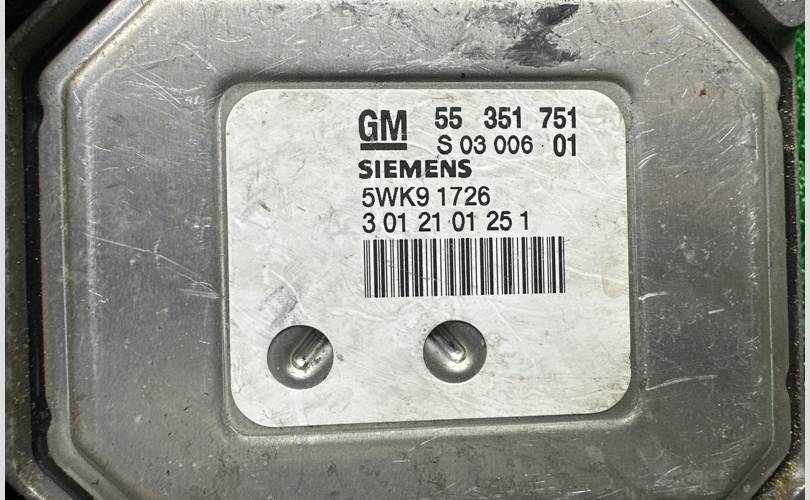 GM 55 351 751
S 03 006 01
SIEMENS
5WK9 1726
3 01 21 01 25 1